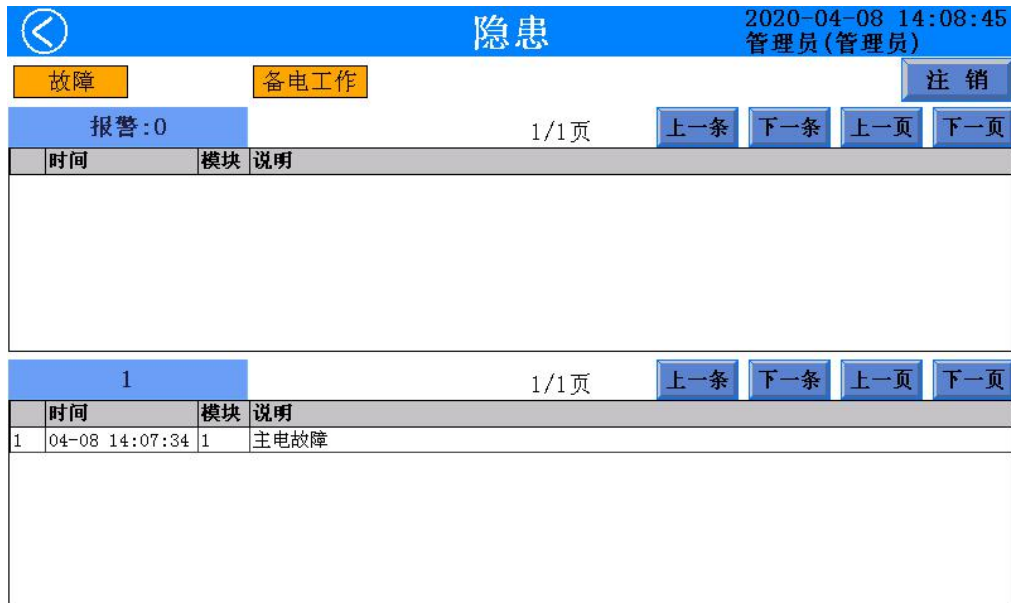 隐患
2020-04-08 14:08:45
管理员(管理员)
故障 备电工作 注 销
报警:0 1/1页 上一条 下一条 上一页 下一页
时间 模块 说明
1 1/1页 上一条 下一条 上一页 下一页
时间 模块 说明
1 04-08 14:07:34 1 主电故障